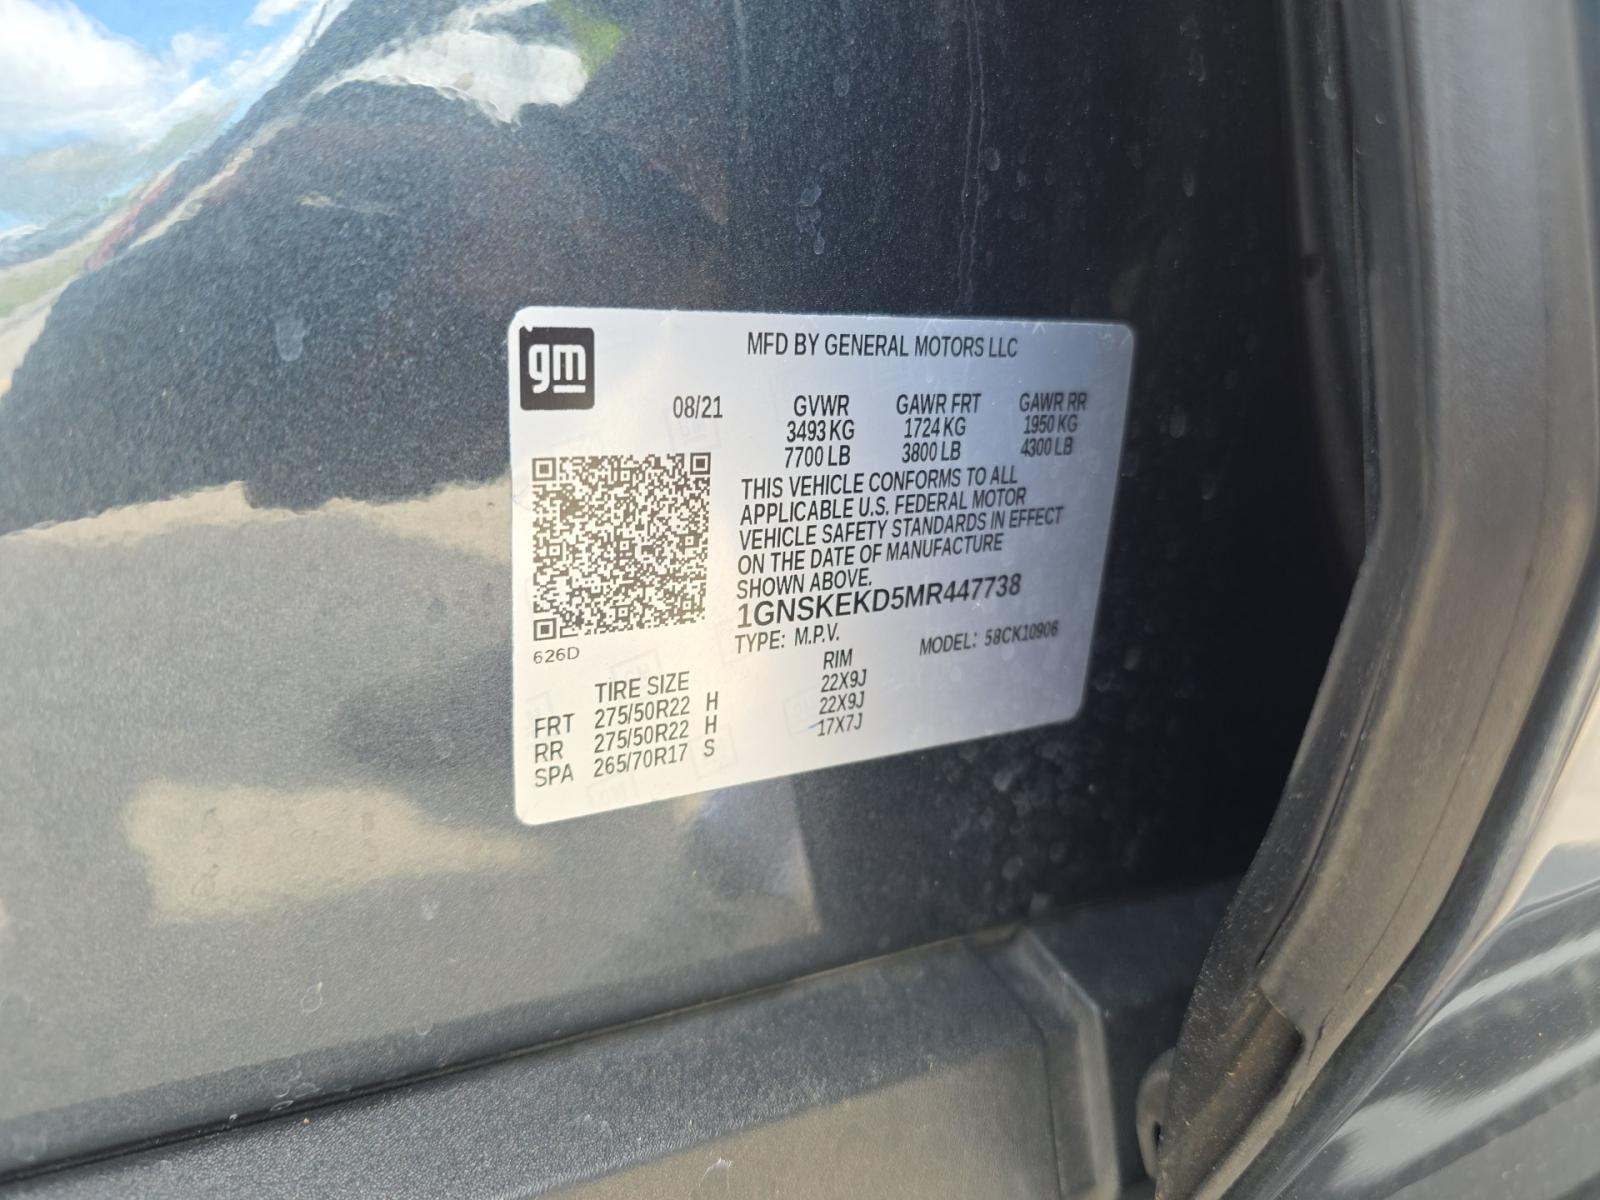 gm
MFD BY GENERAL MOTORS LLC
08/21 GVWR GAWR FRT GAWR RR
3493 KG 1724 KG 1950 KG
7700 LB 3800 LB 4300 LB
THIS VEHICLE CONFORMS TO ALL
APPLICABLE U.S. FEDERAL MOTOR
VEHICLE SAFETY STANDARDS IN EFFECT
ON THE DATE OF MANUFACTURE
SHOWN ABOVE.
1GNSKEKD5MR447738
TYPE: M.P.V. MODEL: 58CK10906
626D
TIRE SIZE RIM
FRT 275/50R22 H 22X9J
RR 275/50R22 H 22X9J
SPA 265/70R17 S 17X7J